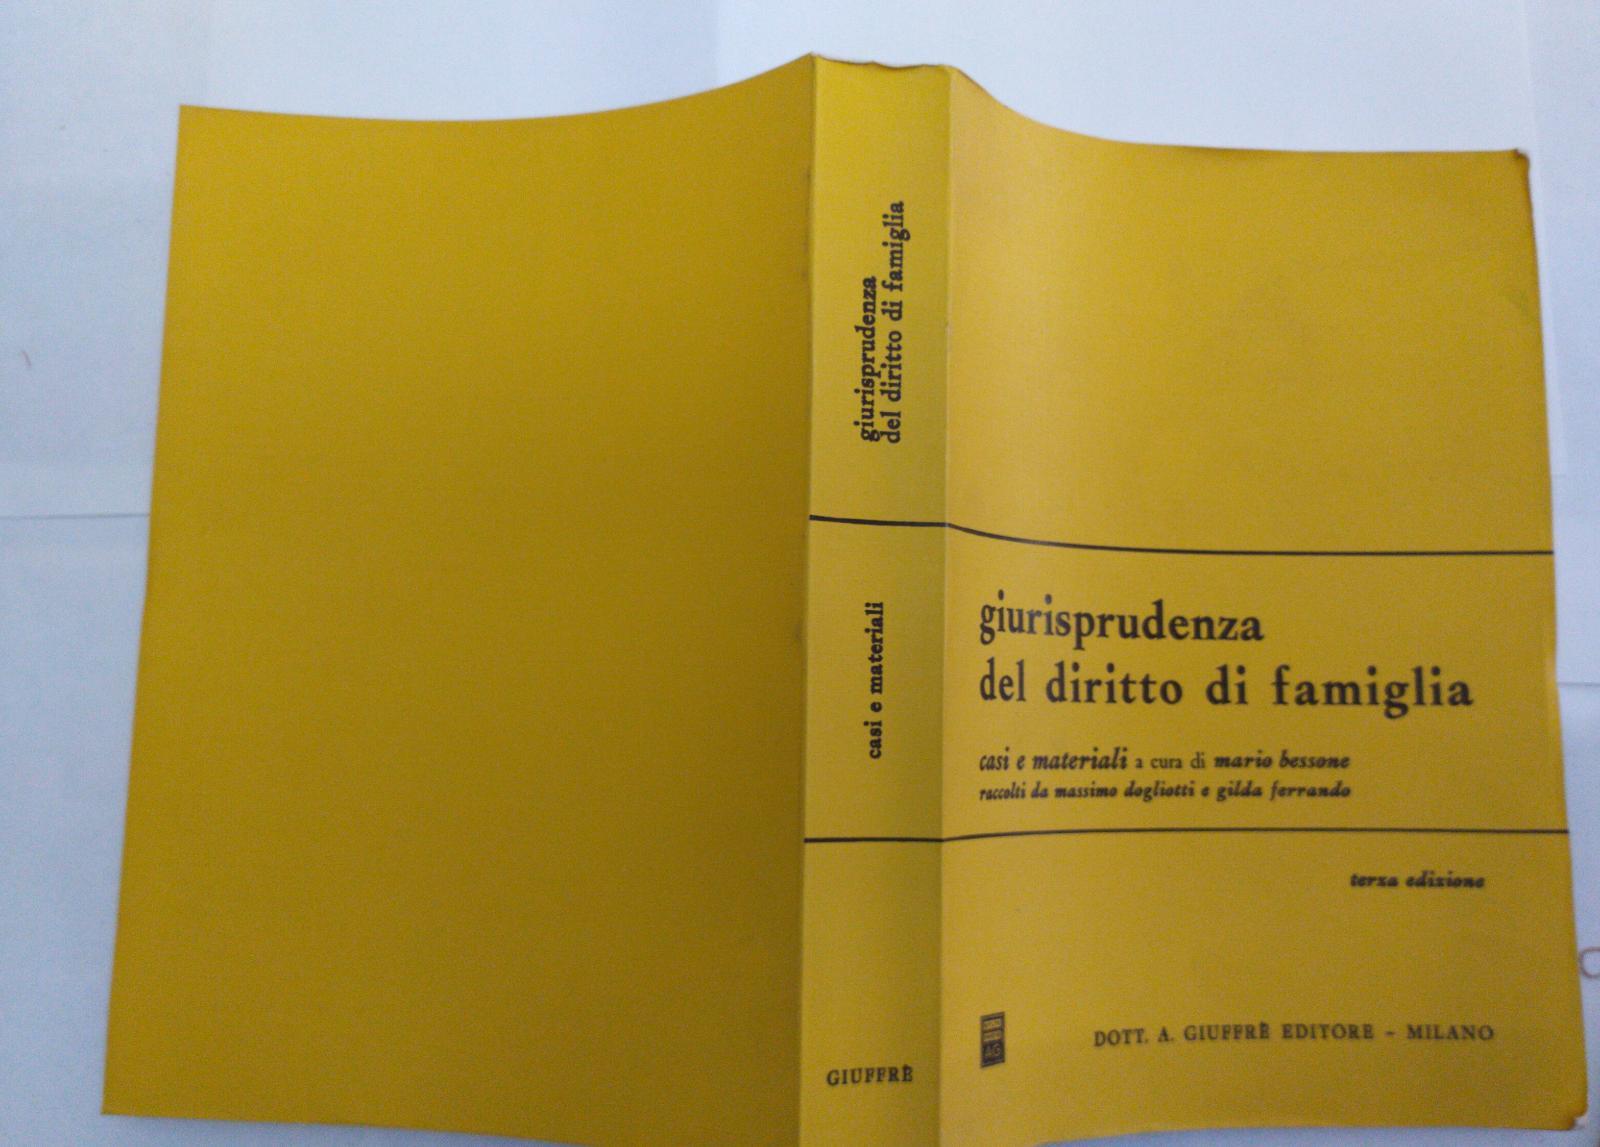 giurisprudenza
del diritto di famiglia
casi e materiali
GIUFFRÈ
giurisprudenza
del diritto di famiglia
casi e materiali a cura di mario bessone
raccolti da massimo dogliotti e gilda ferrando
terza edizione
AG
DOTT. A. GIUFFRÈ EDITORE - MILANO